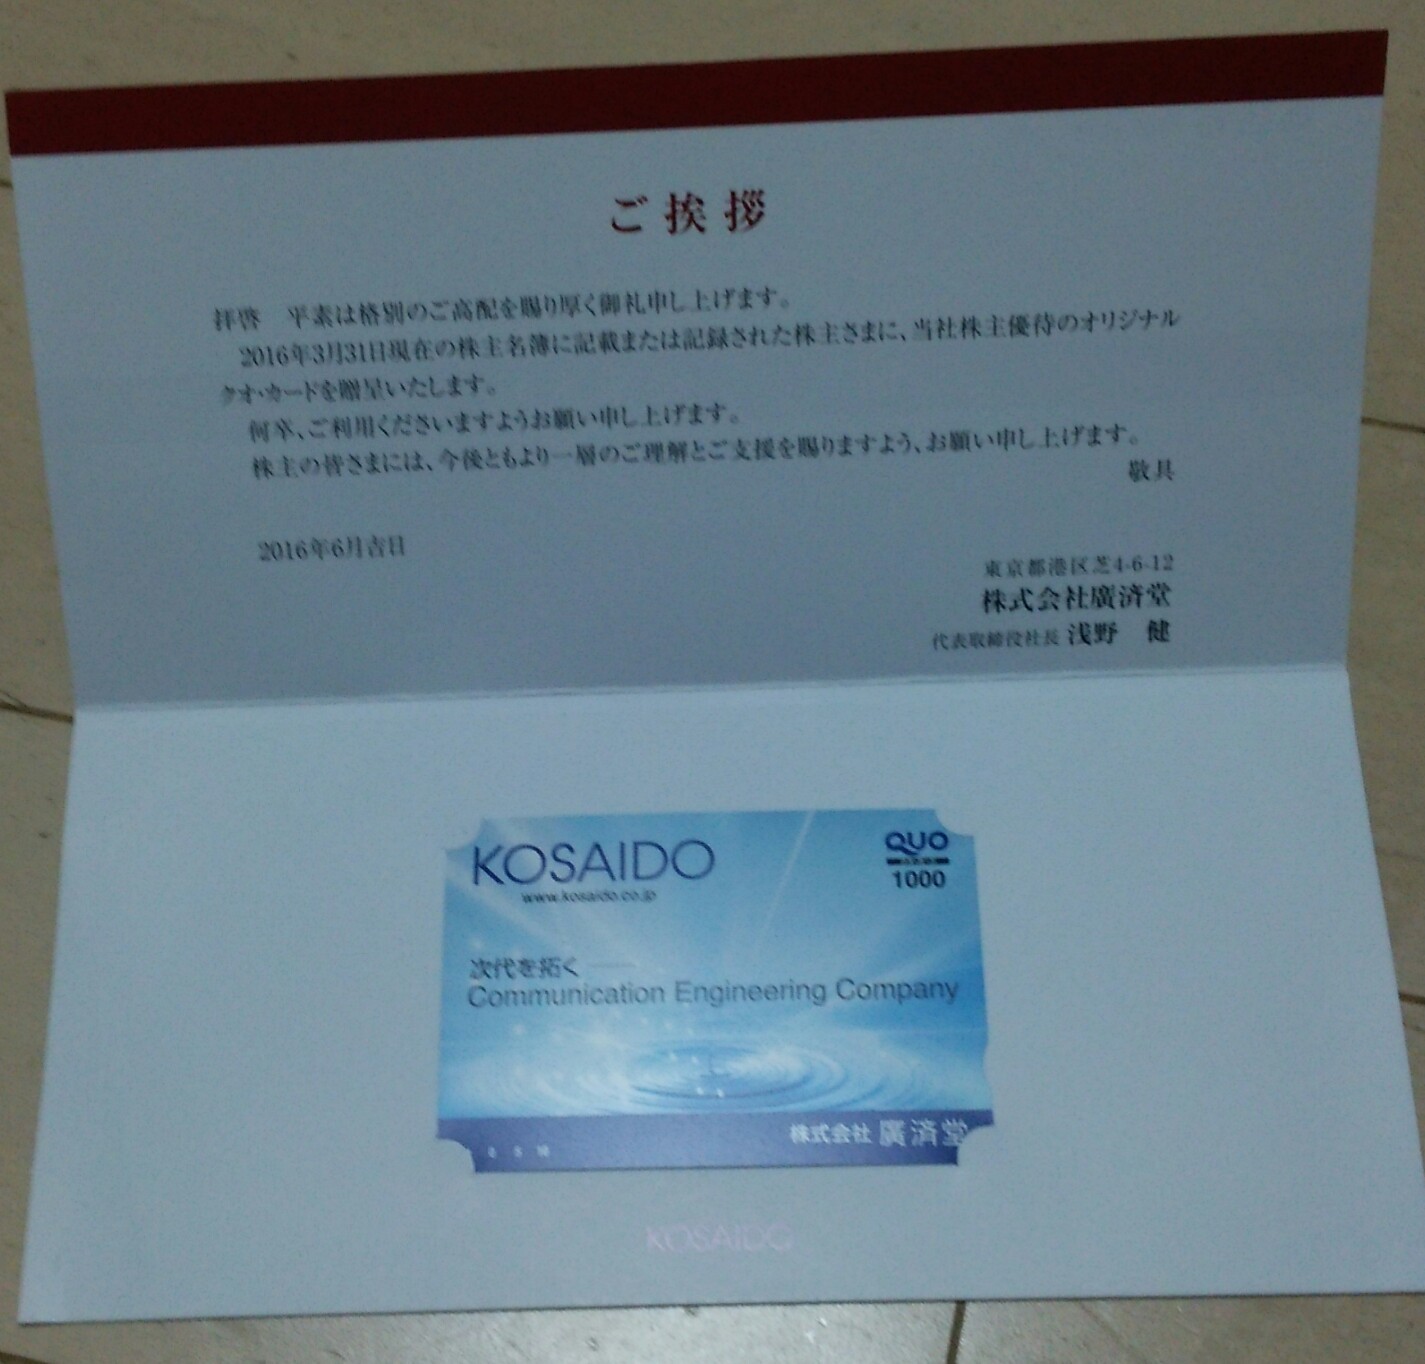 ご挨拶
拝啓　平素は格別のご高配を賜り厚く御礼申し上げます。
2016年3月31日現在の株主名簿に記載または記録された株主さまに、当社株主優待のオリジナル
クオ・カードを贈呈いたします。
何卒、ご利用くださいますようお願い申し上げます。
株主の皆さまには、今後ともより一層のご理解とご支援を賜りますよう、お願い申し上げます。
敬具
2016年6月吉日
東京都港区芝4-6-12
株式会社廣済堂
代表取締役社長 浅野　健
KOSAIDO
www.kosaido.co.jp
QUO
1000
次代を拓く
Communication Engineering Company
株式会社 廣済堂
KOSAIDO